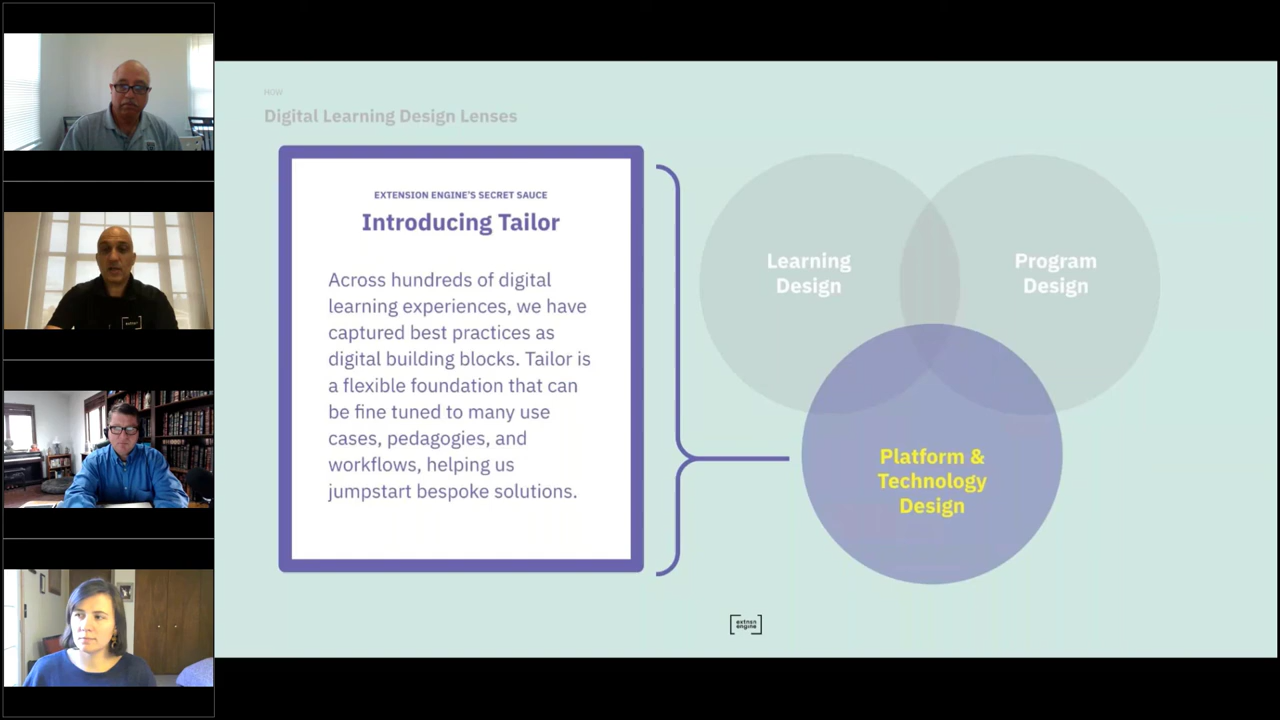 HOW
Digital Learning Design Lenses
EXTENSION ENGINE'S SECRET SAUCE
Introducing Tailor
Across hundreds of digital
learning experiences, we have
captured best practices as
digital building blocks. Tailor is
a flexible foundation that can
be fine tuned to many use
cases, pedagogies, and
workflows, helping us
jumpstart bespoke solutions.
Learning
Design
Program
Design
Platform &
Technology
Design
extnsn
engine